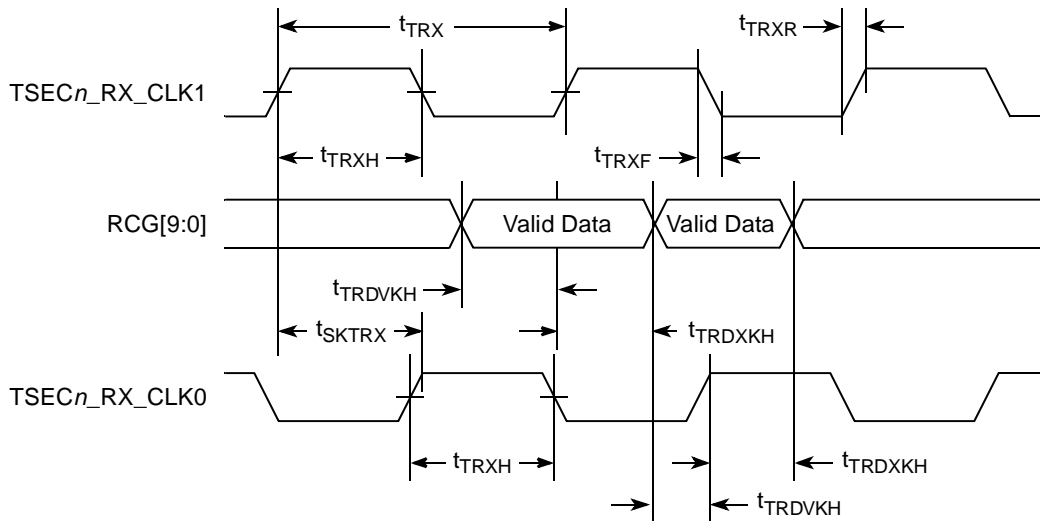 tTRX
tTRXR
TSECn_RX_CLK1
tTRXH
tTRXF
RCG[9:0]
Valid Data
Valid Data
tTRDVKH
tSKTRX
tTRDXKH
TSECn_RX_CLK0
tTRXH
tTRDXKH
tTRDVKH